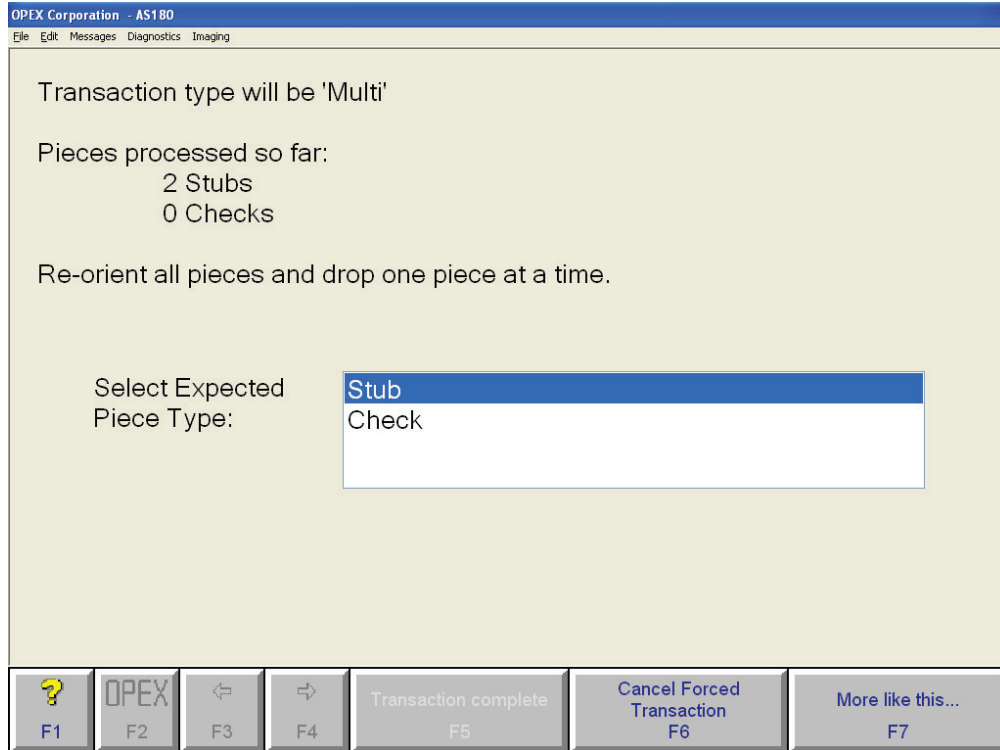 OPEX Corporation - AS180
File Edit Messages Diagnostics Imaging
Transaction type will be 'Multi'
Pieces processed so far:
2 Stubs
0 Checks
Re-orient all pieces and drop one piece at a time.
Select Expected
Piece Type:
Stub
Check
?
F1
OPEX
F2
⇦
F3
⇨
F4
Transaction complete
F5
Cancel Forced
Transaction
F6
More like this...
F7